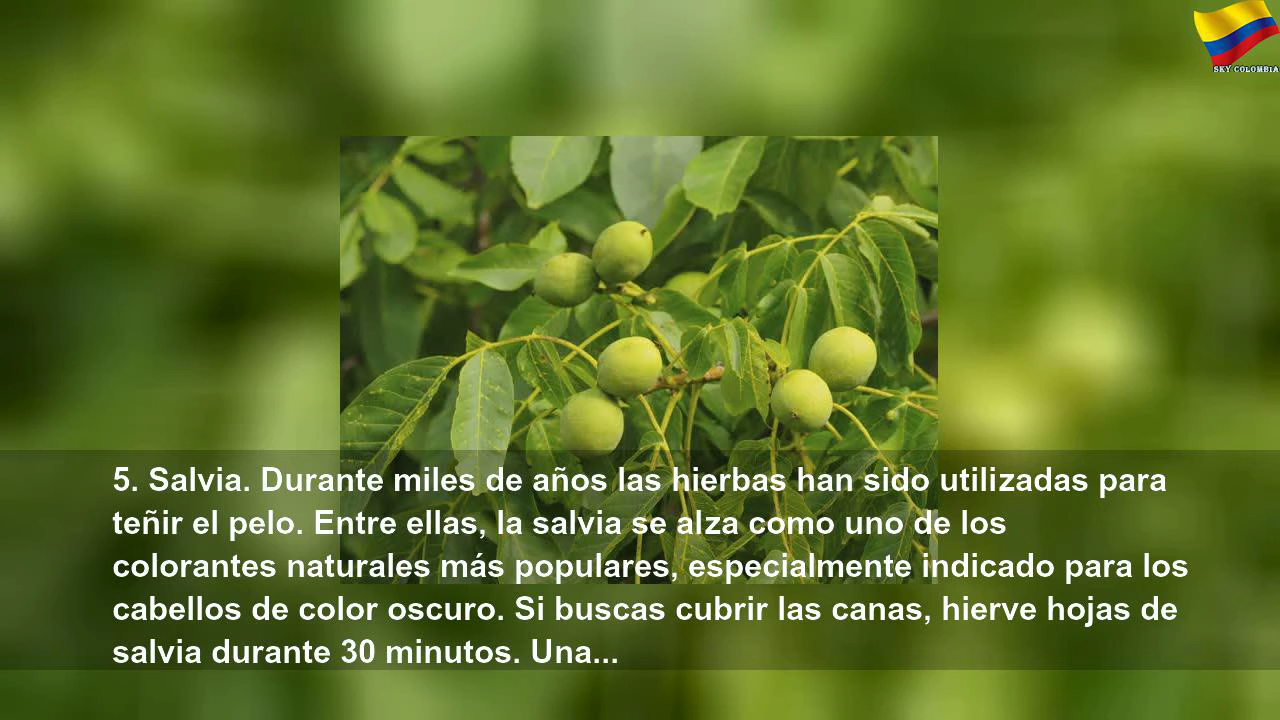 SKY COLOMBIA
5. Salvia. Durante miles de años las hierbas han sido utilizadas para
teñir el pelo. Entre ellas, la salvia se alza como uno de los
colorantes naturales más populares, especialmente indicado para los
cabellos de color oscuro. Si buscas cubrir las canas, hierve hojas de
salvia durante 30 minutos. Una...